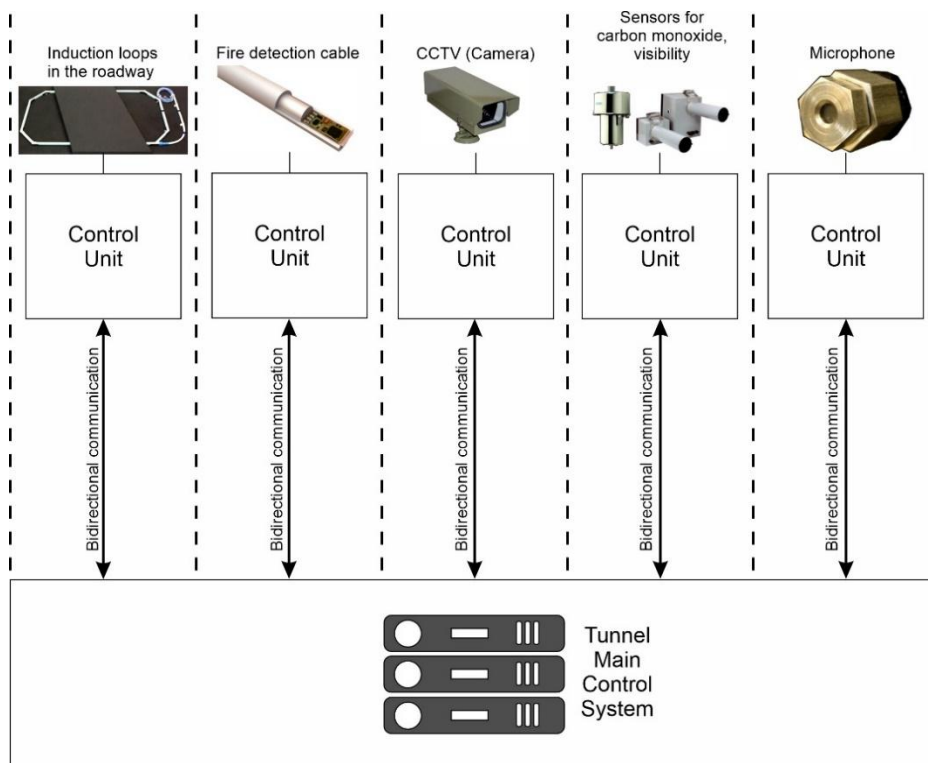 Induction loops
in the roadway
Fire detection cable
CCTV (Camera)
Sensors for
carbon monoxide,
visibility
Microphone
Control
Unit
Control
Unit
Control
Unit
Control
Unit
Control
Unit
Bidirectional communication
Bidirectional communication
Bidirectional communication
Bidirectional communication
Bidirectional communication
Tunnel
Main
Control
System